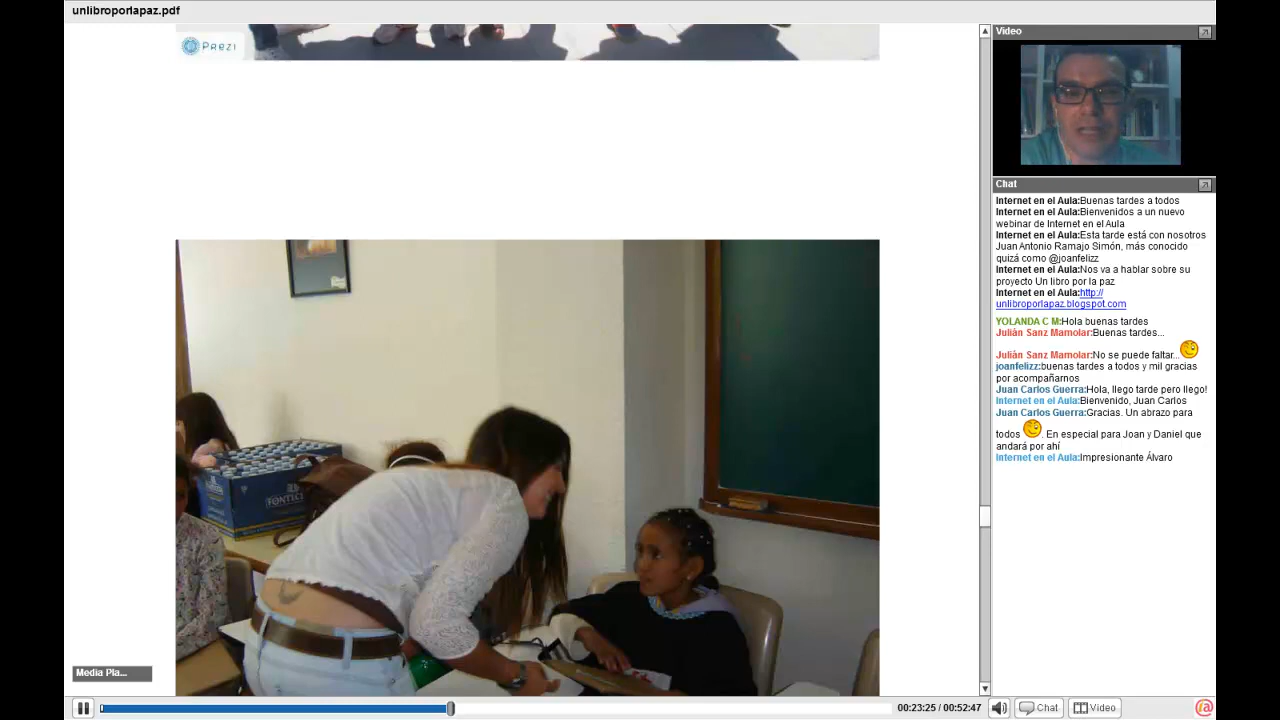 unlibroporlapaz.pdf
PREZI
Video
Chat
Internet en el Aula:Buenas tardes a todos
Internet en el Aula:Bienvenidos a un nuevo
webinar de Internet en el Aula
Internet en el Aula:Esta tarde está con nosotros
Juan Antonio Ramajo Simón, más conocido
quizá como @joanfelizz
Internet en el Aula:Nos va a hablar sobre su
proyecto Un libro por la paz
Internet en el Aula:http://
unlibroporlapaz.blogspot.com
YOLANDA C M:Hola buenas tardes
Julián Sanz Mamolar:Buenas tardes...
Julián Sanz Mamolar:No se puede faltar...
joanfelizz:buenas tardes a todos y mil gracias
por acompañarnos
Juan Carlos Guerra:Hola, llego tarde pero llego!
Internet en el Aula:Bienvenido, Juan Carlos
Juan Carlos Guerra:Gracias. Un abrazo para
todos . En especial para Joan y Daniel que
andará por ahí
Internet en el Aula:Impresionante Álvaro
Media Pla...
00:23:25 / 00:52:47
Chat
Video